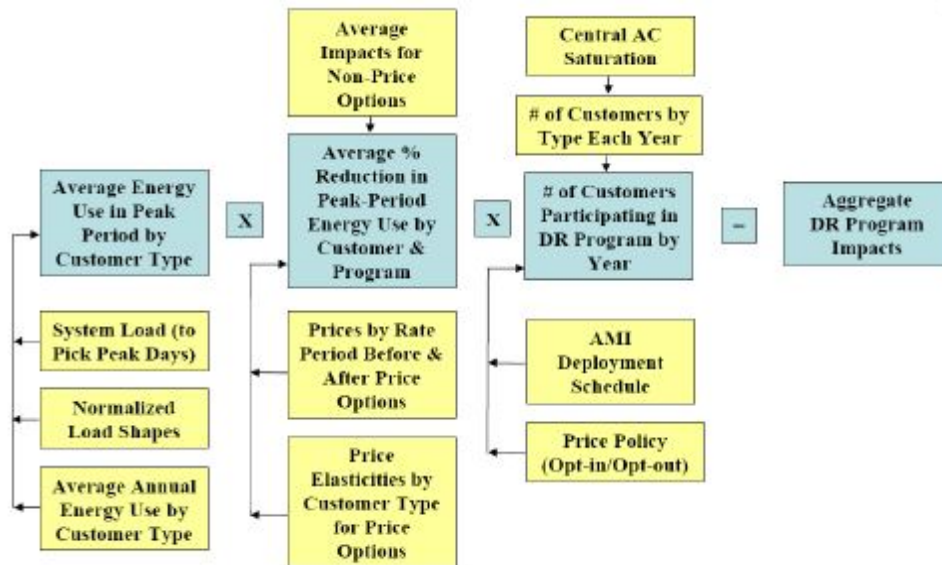 Average
Impacts for
Non-Price
Options
Central AC
Saturation
# of Customers by
Type Each Year
Average Energy
Use in Peak
Period by
Customer Type
X
Average %
Reduction in
Peak-Period
Energy Use by
Customer &
Program
X
# of Customers
Participating in
DR Program by
Year
=
Aggregate
DR Program
Impacts
System Load (to
Pick Peak Days)
Normalized
Load Shapes
Average Annual
Energy Use by
Customer Type
Prices by Rate
Period Before &
After Price
Options
Price
Elasticities by
Customer Type
for Price
Options
AMI
Deployment
Schedule
Price Policy
(Opt-in/Opt-out)